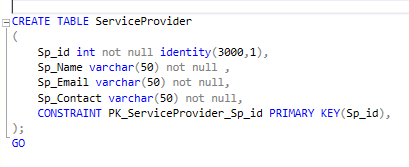 CREATE TABLE ServiceProvider
(
    Sp_id int not null identity(3000,1),
    Sp_Name varchar(50) not null ,
    Sp_Email varchar(50) not null,
    Sp_Contact varchar(50) not null,
    CONSTRAINT PK_ServiceProvider_Sp_id PRIMARY KEY(Sp_id),
);
GO